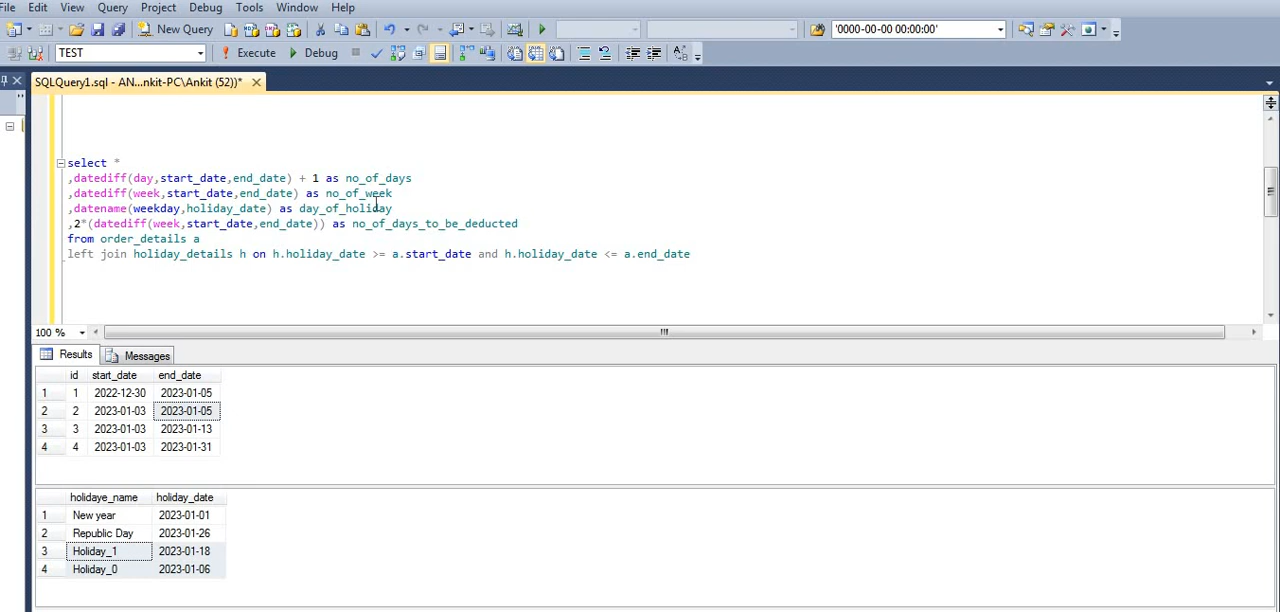 File Edit View Query Project Debug Tools Window Help
New Query '0000-00-00 00:00:00'
TEST Execute Debug
SQLQuery1.sql - AN...nkit-PC\Ankit (52))*
select *
,datediff(day,start_date,end_date) + 1 as no_of_days
,datediff(week,start_date,end_date) as no_of_week
,datename(weekday,holiday_date) as day_of_holiday
,2*(datediff(week,start_date,end_date)) as no_of_days_to_be_deducted
from order_details a
left join holiday_details h on h.holiday_date >= a.start_date and h.holiday_date <= a.end_date
100 %
Results Messages
id start_date end_date
1 1 2022-12-30 2023-01-05
2 2 2023-01-03 2023-01-05
3 3 2023-01-03 2023-01-13
4 4 2023-01-03 2023-01-31
holidaye_name holiday_date
1 New year 2023-01-01
2 Republic Day 2023-01-26
3 Holiday_1 2023-01-18
4 Holiday_0 2023-01-06